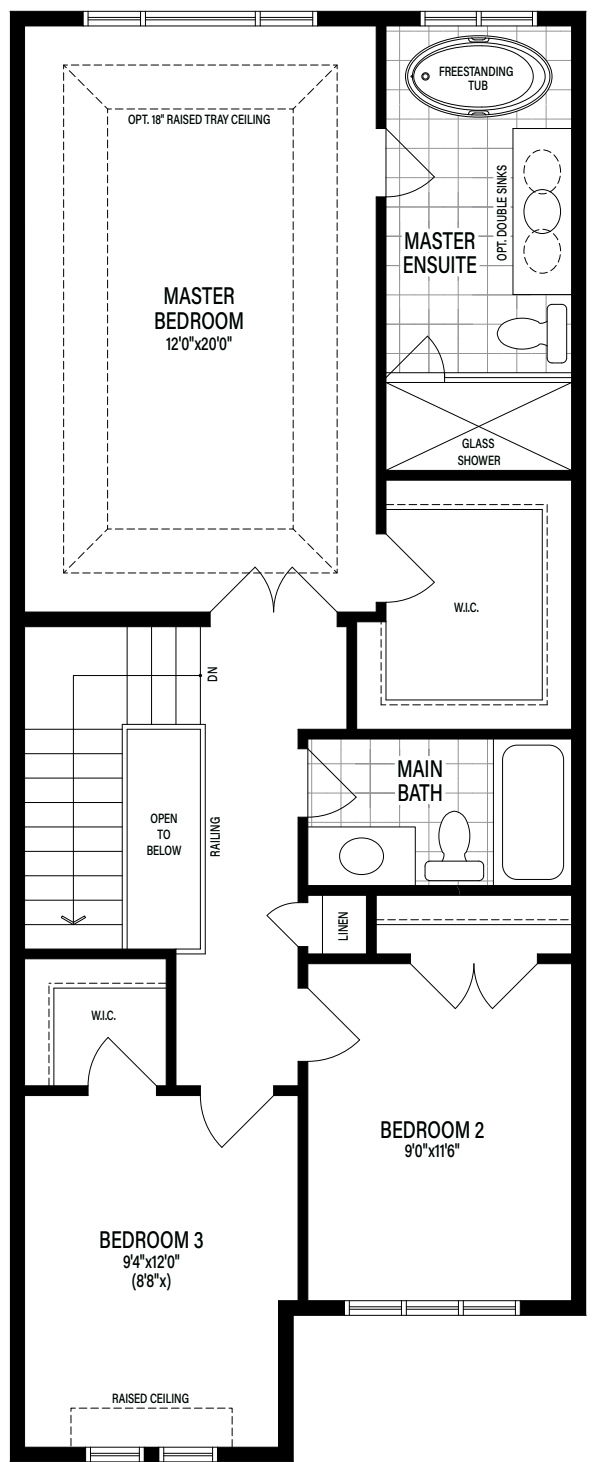 FREESTANDING
TUB
OPT. 18" RAISED TRAY CEILING
OPT. DOUBLE SINKS
MASTER
ENSUITE
MASTER
BEDROOM
12'0"x20'0"
GLASS
SHOWER
W.I.C.
DN
MAIN
BATH
OPEN
TO
BELOW
RAILING
LINEN
W.I.C.
BEDROOM 2
9'0"x11'6"
BEDROOM 3
9'4"x12'0"
(8'8"x)
RAISED CEILING